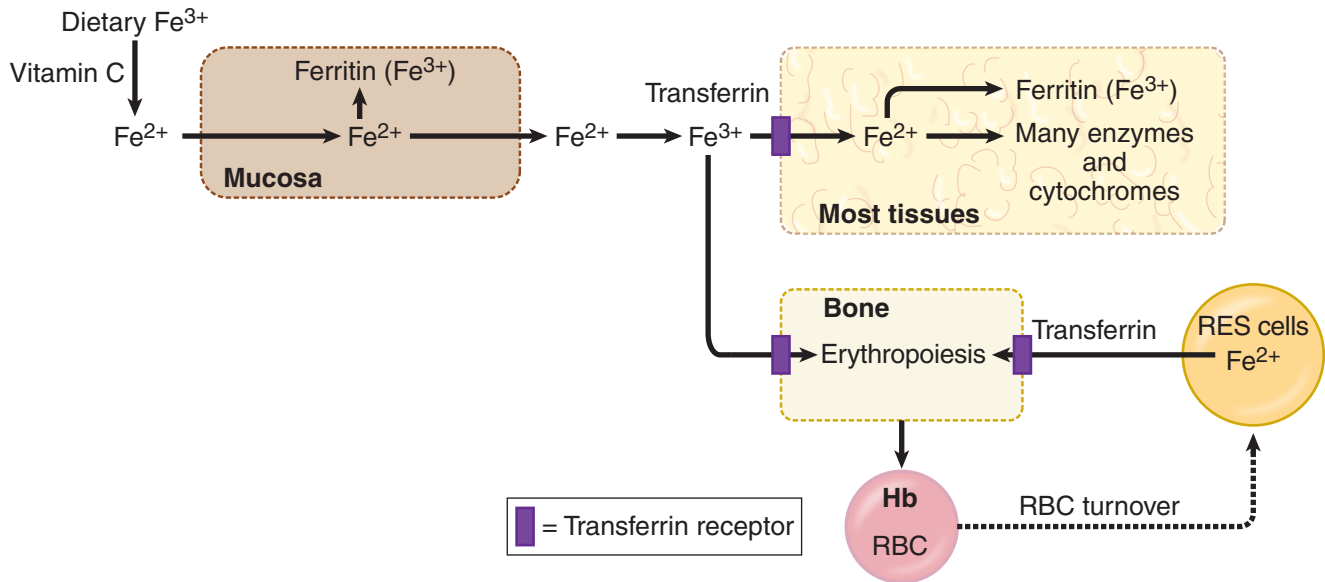 Dietary Fe³⁺
Vitamin C
Fe²⁺
Ferritin (Fe³⁺)
Fe²⁺
Mucosa
Fe²⁺
Fe³⁺
Transferrin
Fe²⁺
Ferritin (Fe³⁺)
Many enzymes
and
cytochromes
Most tissues
Bone
Erythropoiesis
Transferrin
RES cells
Fe²⁺
Hb
RBC
RBC turnover
= Transferrin receptor